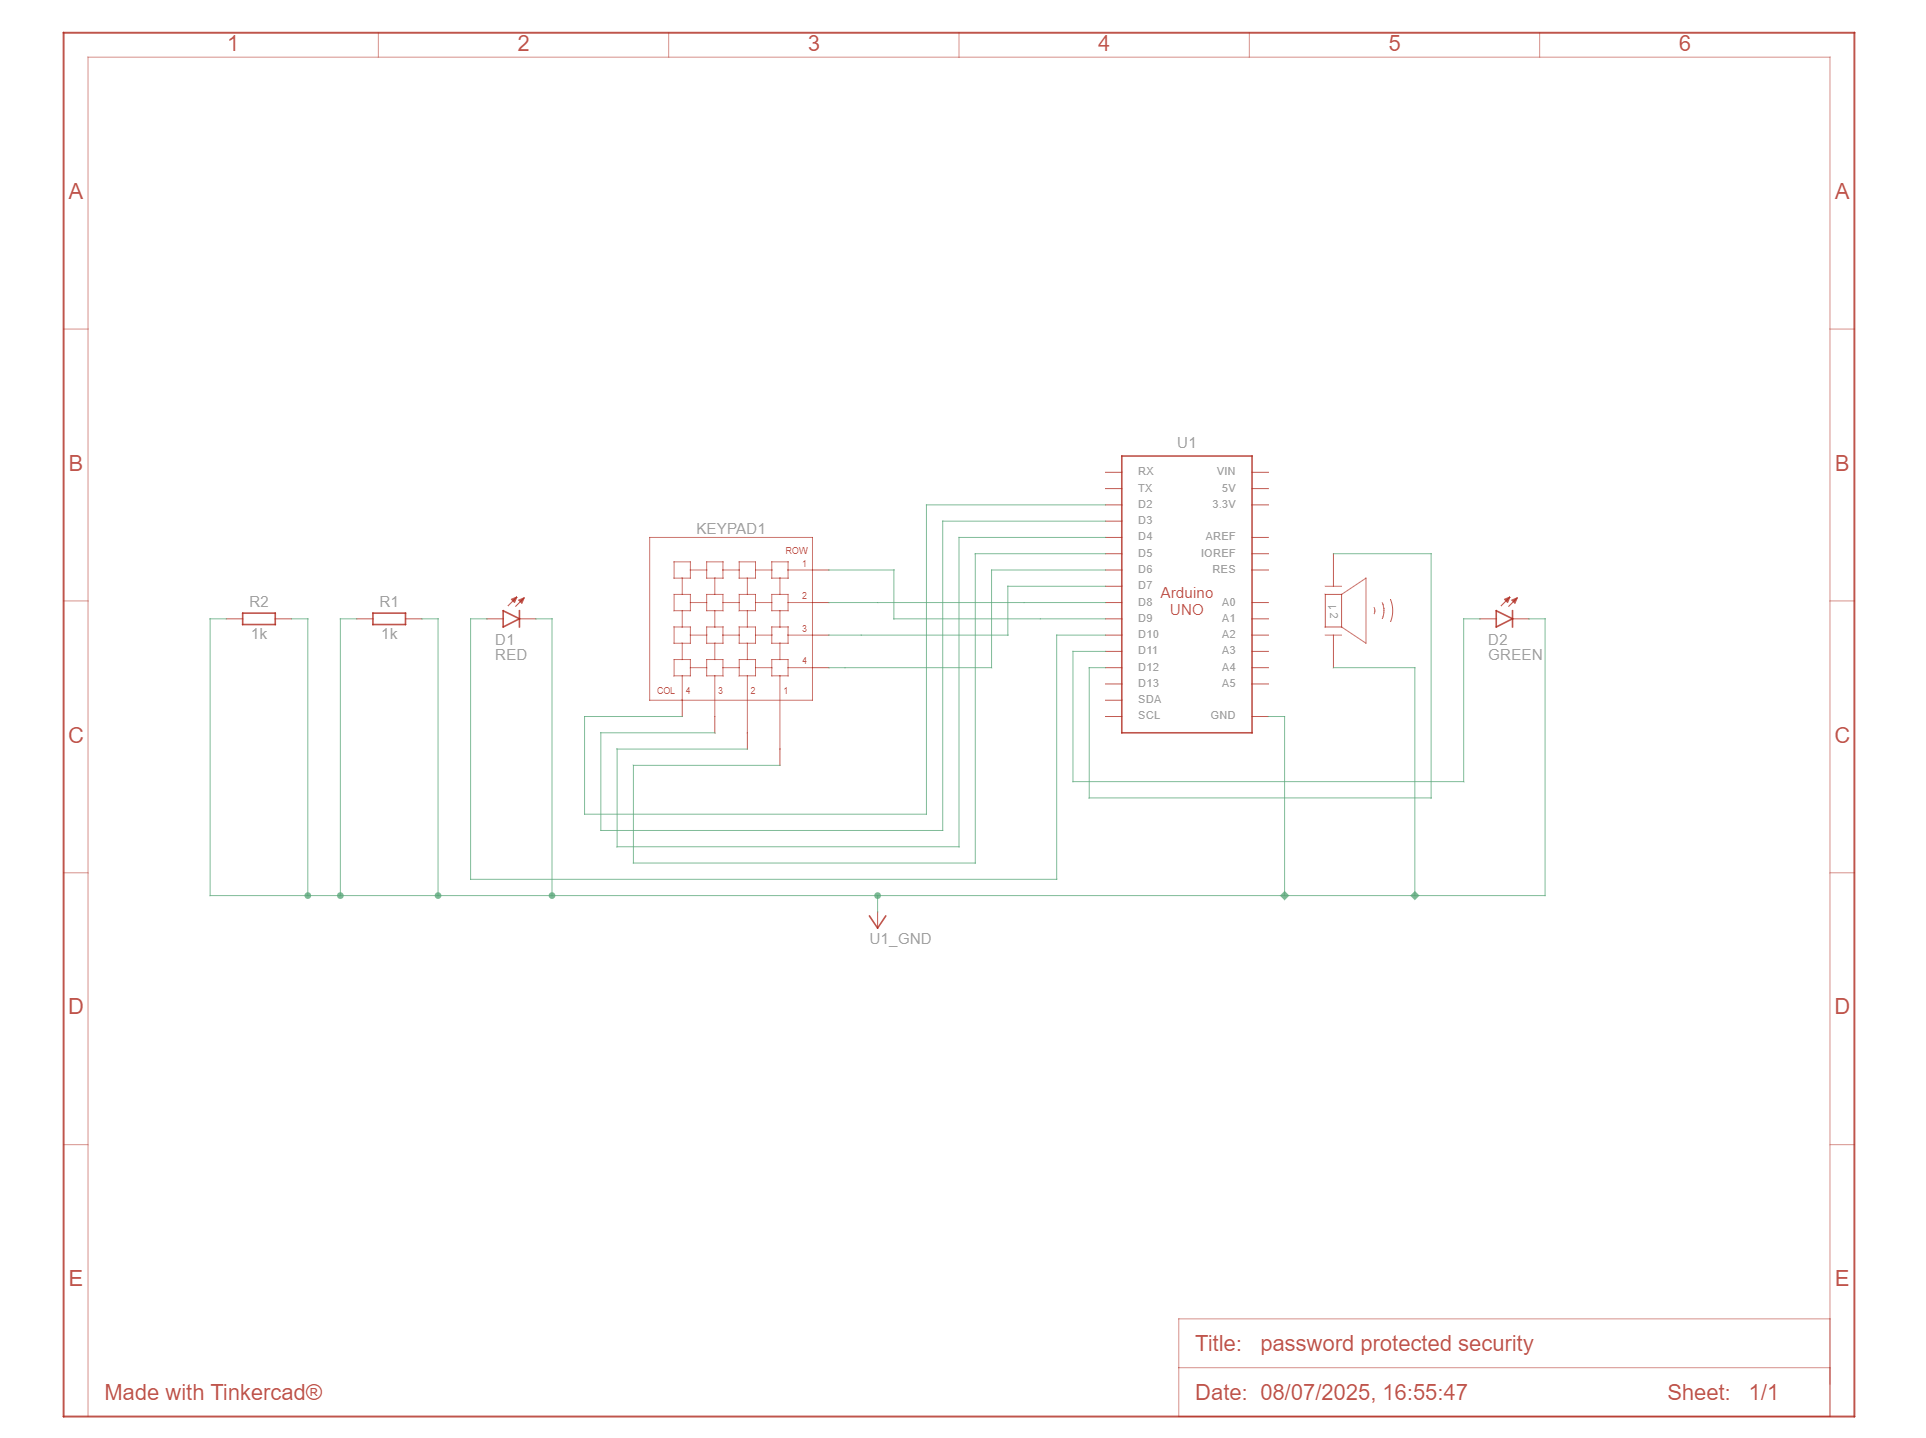 1 2 3 4 5 6
A A
B B
C C
D D
E E
U1
RX VIN
TX 5V
D2 3.3V
D3
D4 AREF
D5 IOREF
D6 RES
D7
Arduino
UNO
D8 A0
D9 A1
D10 A2
D11 A3
D12 A4
D13 A5
SDA
SCL GND
KEYPAD1
ROW
1
2
3
4
COL 4 3 2 1
R2
1k
R1
1k
D1
RED
1 2
D2
GREEN
U1_GND
Title: password protected security
Date: 08/07/2025, 16:55:47 Sheet: 1/1
Made with Tinkercad®